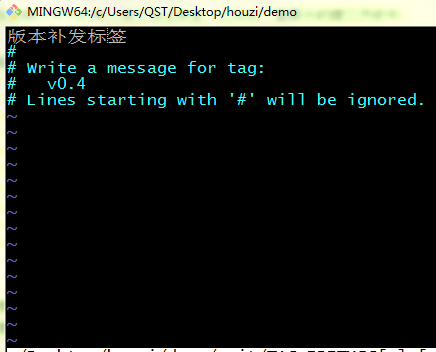 MINGW64:/c/Users/QST/Desktop/houzi/demo
版本补发标签
#
# Write a message for tag:
#   v0.4
# Lines starting with '#' will be ignored.
~
~
~
~
~
~
~
~
~
~
~
~
~